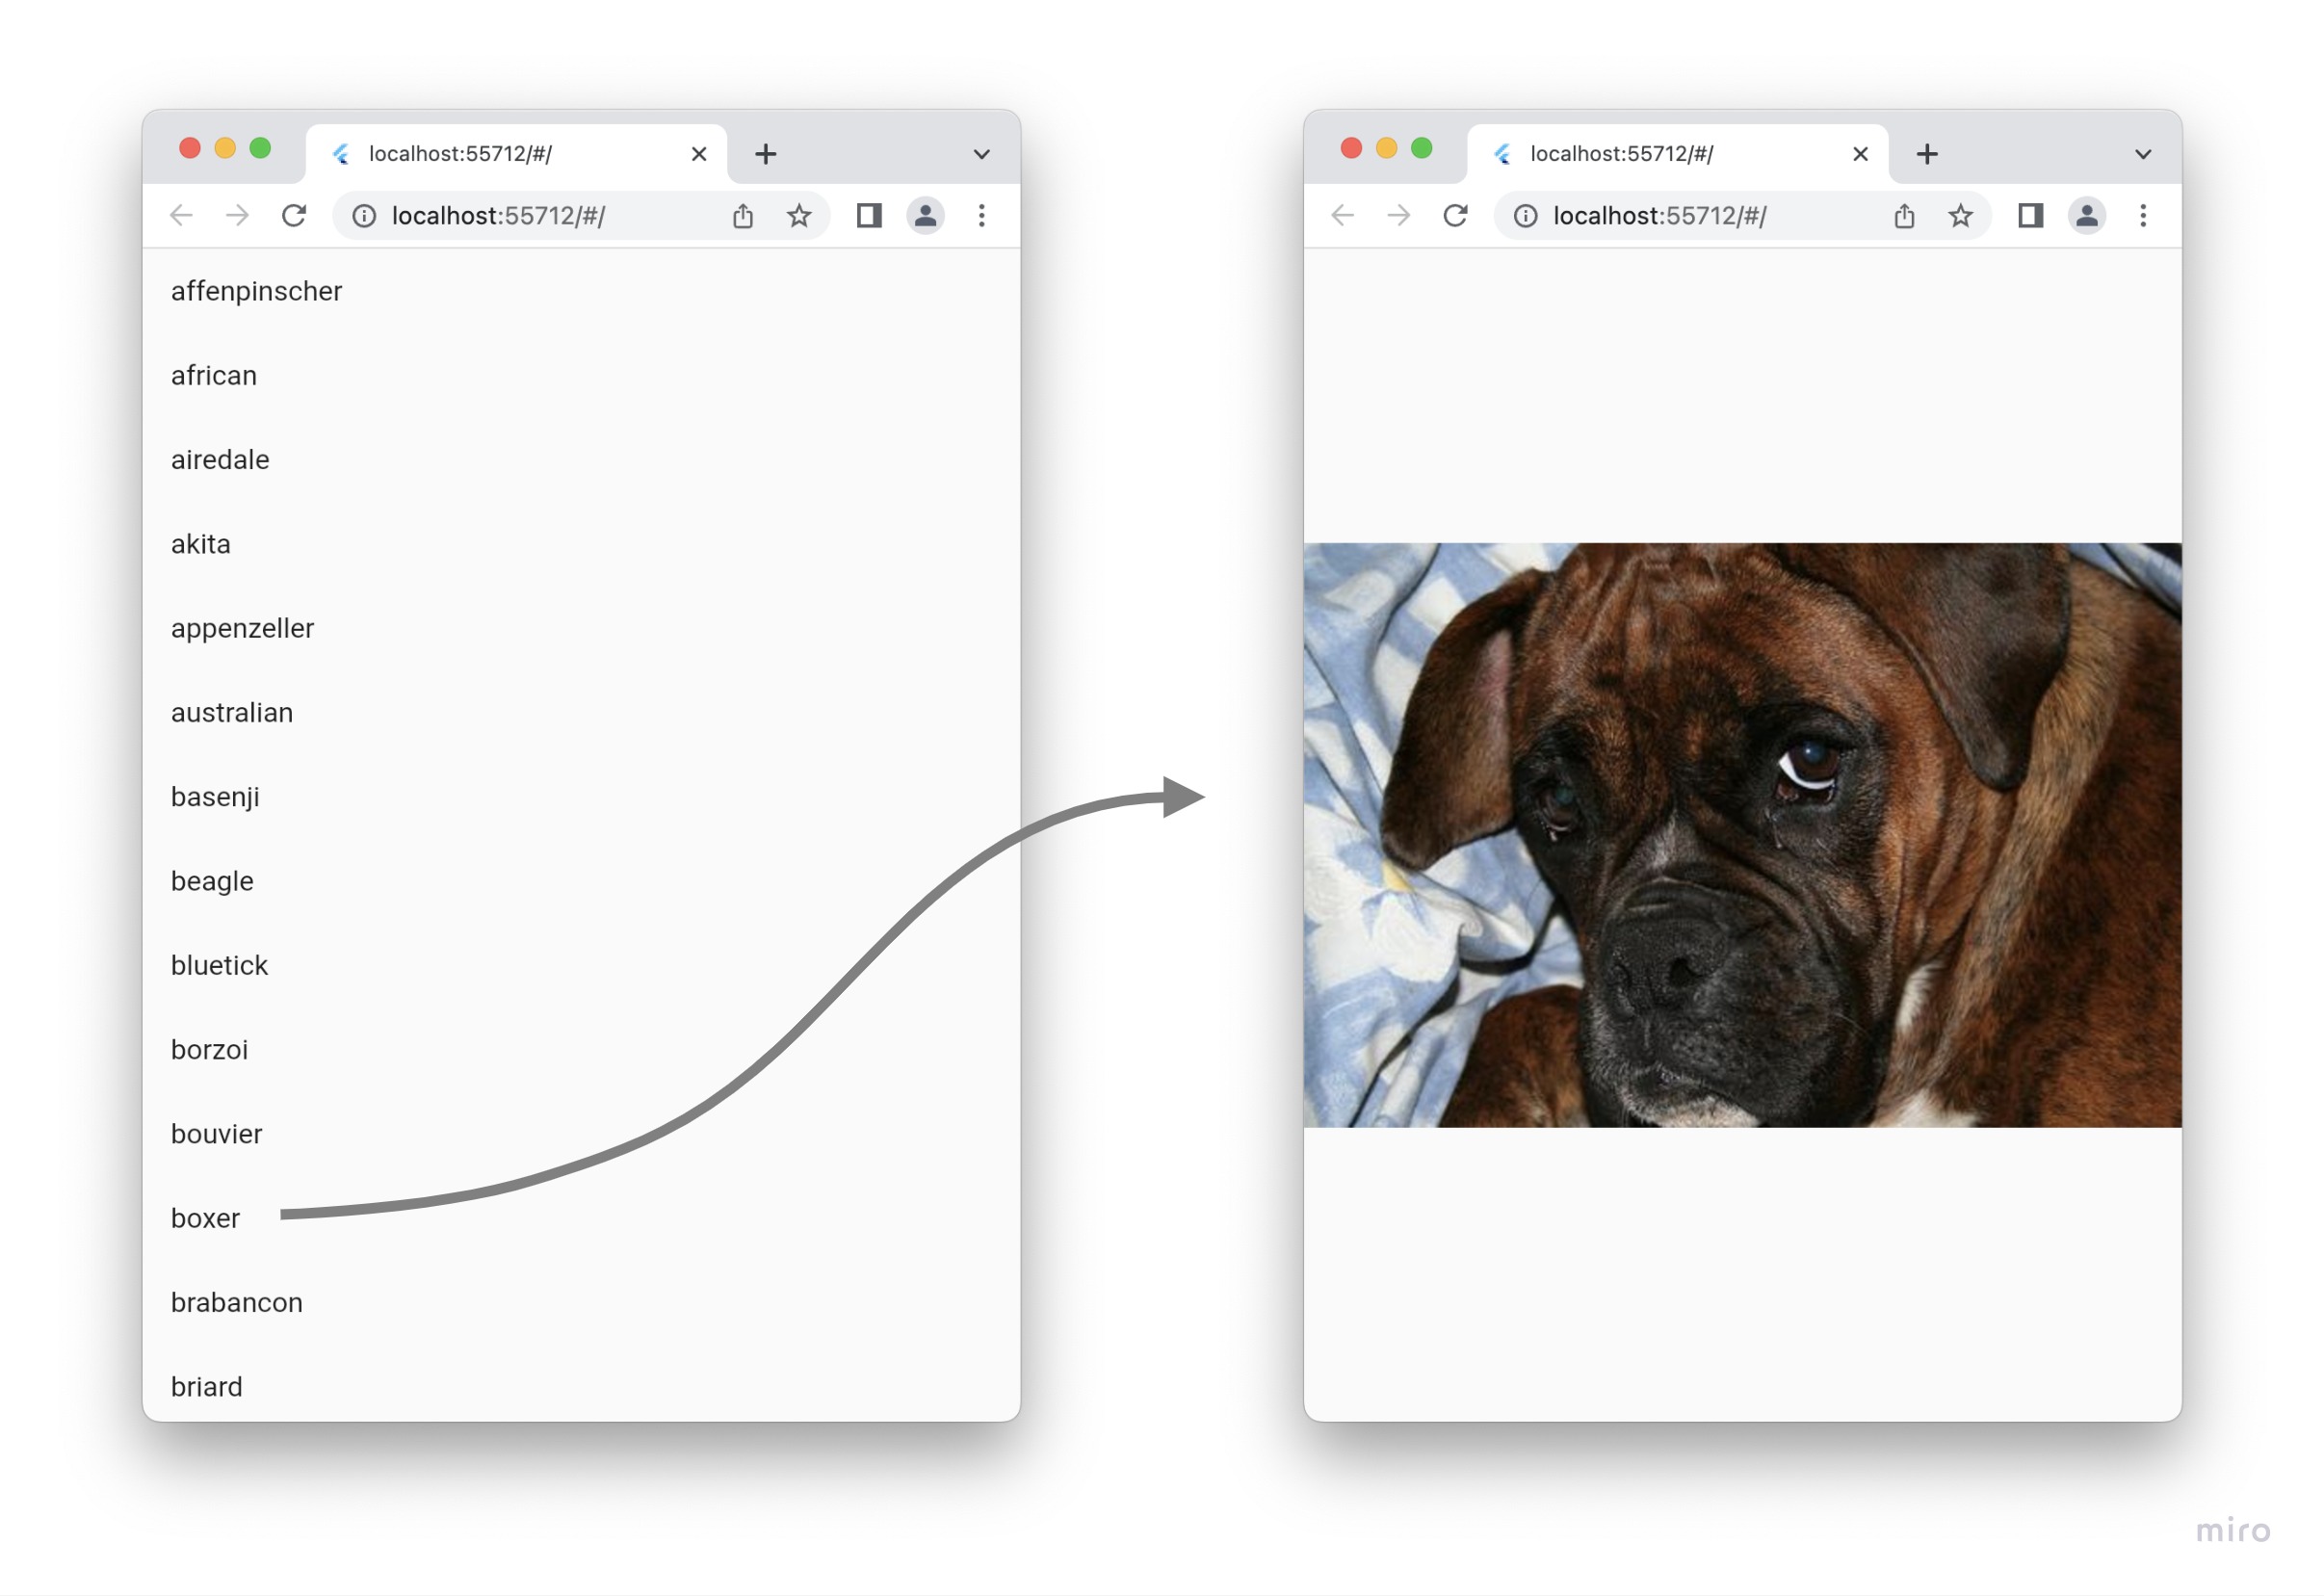 localhost:55712/#/
localhost:55712/#/
affenpinscher
african
airedale
akita
appenzeller
australian
basenji
beagle
bluetick
borzoi
bouvier
boxer
brabancon
briard
localhost:55712/#/
localhost:55712/#/
miro